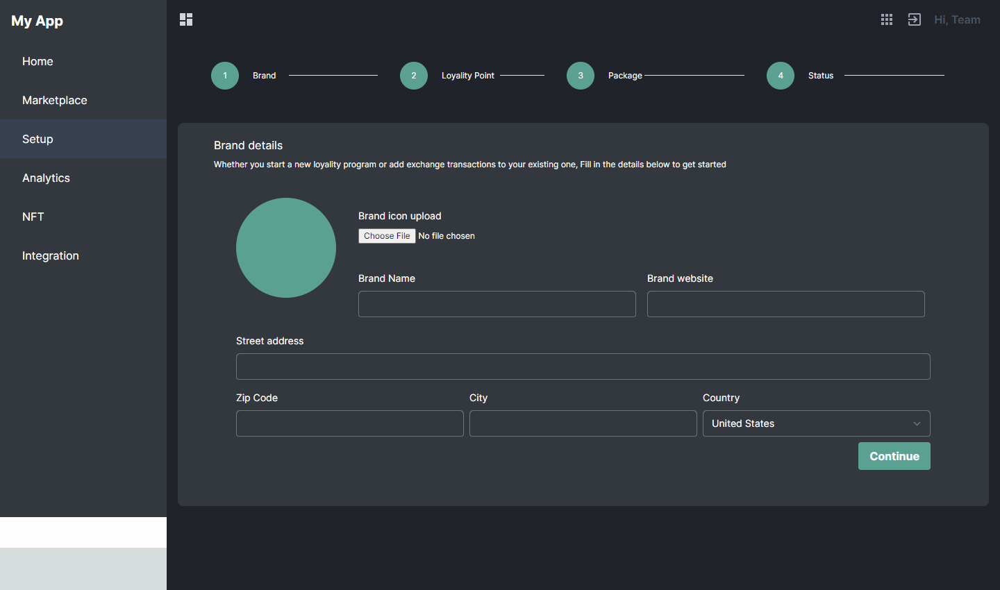 My App
Hi, Team
Home
Marketplace
Setup
Analytics
NFT
Integration
1 Brand 2 Loyality Point 3 Package 4 Status
Brand details
Whether you start a new loyality program or add exchange transactions to your existing one, Fill in the details below to get started
Brand icon upload
Choose File No file chosen
Brand Name Brand website
Street address
Zip Code City Country
United States
Continue